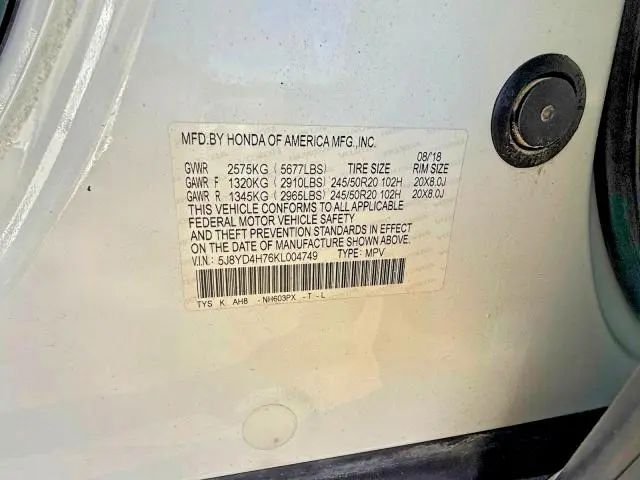 MFD.BY HONDA OF AMERICA MFG.,INC.
08/'18
GVWR 2575KG ( 5677LBS) TIRE SIZE RIM SIZE
GAWR F 1320KG ( 2910LBS) 245/50R20 102H 20X8.0J
GAWR R 1345KG ( 2965LBS) 245/50R20 102H 20X8.0J
THIS VEHICLE CONFORMS TO ALL APPLICABLE
FEDERAL MOTOR VEHICLE SAFETY
AND THEFT PREVENTION STANDARDS IN EFFECT
ON THE DATE OF MANUFACTURE SHOWN ABOVE.
V.I.N.: 5J8YD4H76KL004749 TYPE: MPV
TYS K AH8 -NH603PX -T -L